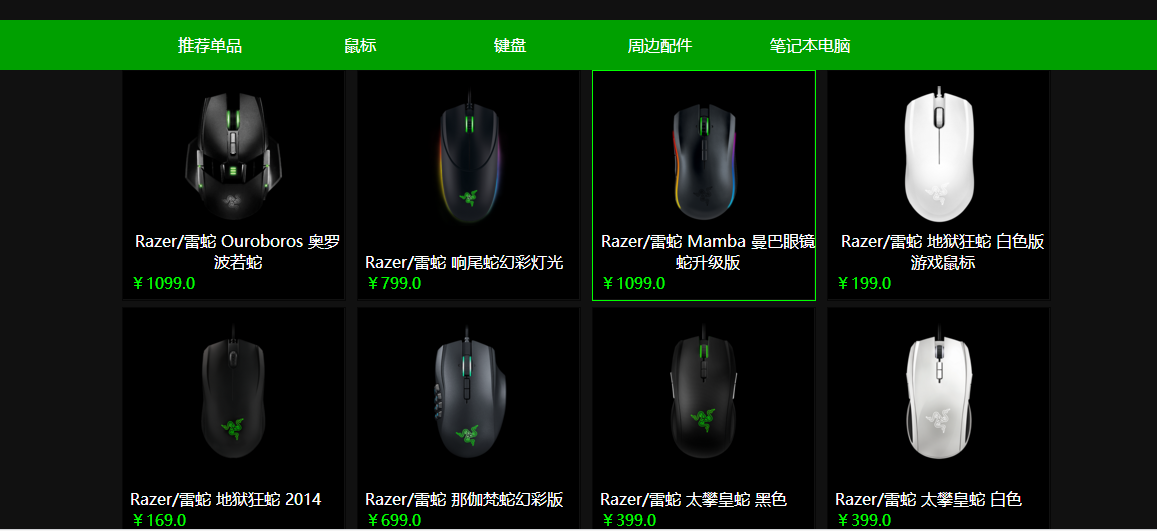 推荐单品 鼠标 键盘 周边配件 笔记本电脑
Razer/雷蛇 Ouroboros 奥罗
波若蛇
￥1099.0
Razer/雷蛇 响尾蛇幻彩灯光
￥799.0
Razer/雷蛇 Mamba 曼巴眼镜
蛇升级版
￥1099.0
Razer/雷蛇 地狱狂蛇 白色版
游戏鼠标
￥199.0
Razer/雷蛇 地狱狂蛇 2014
￥169.0
Razer/雷蛇 那伽梵蛇幻彩版
￥699.0
Razer/雷蛇 太攀皇蛇 黑色
￥399.0
Razer/雷蛇 太攀皇蛇 白色
￥399.0